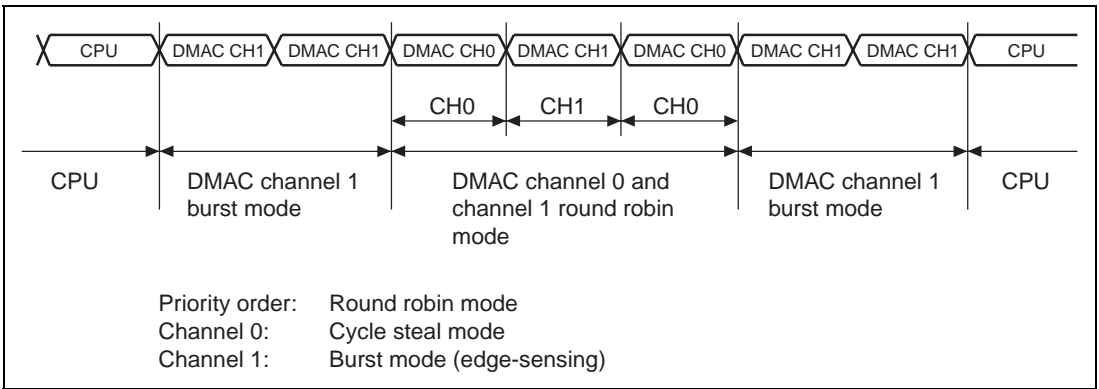 CPU DMAC CH1 DMAC CH1 DMAC CH0 DMAC CH1 DMAC CH0 DMAC CH1 DMAC CH1 CPU
CH0 CH1 CH0
CPU DMAC channel 1 DMAC channel 0 and DMAC channel 1 CPU
burst mode channel 1 round robin burst mode
mode
Priority order: Round robin mode
Channel 0: Cycle steal mode
Channel 1: Burst mode (edge-sensing)